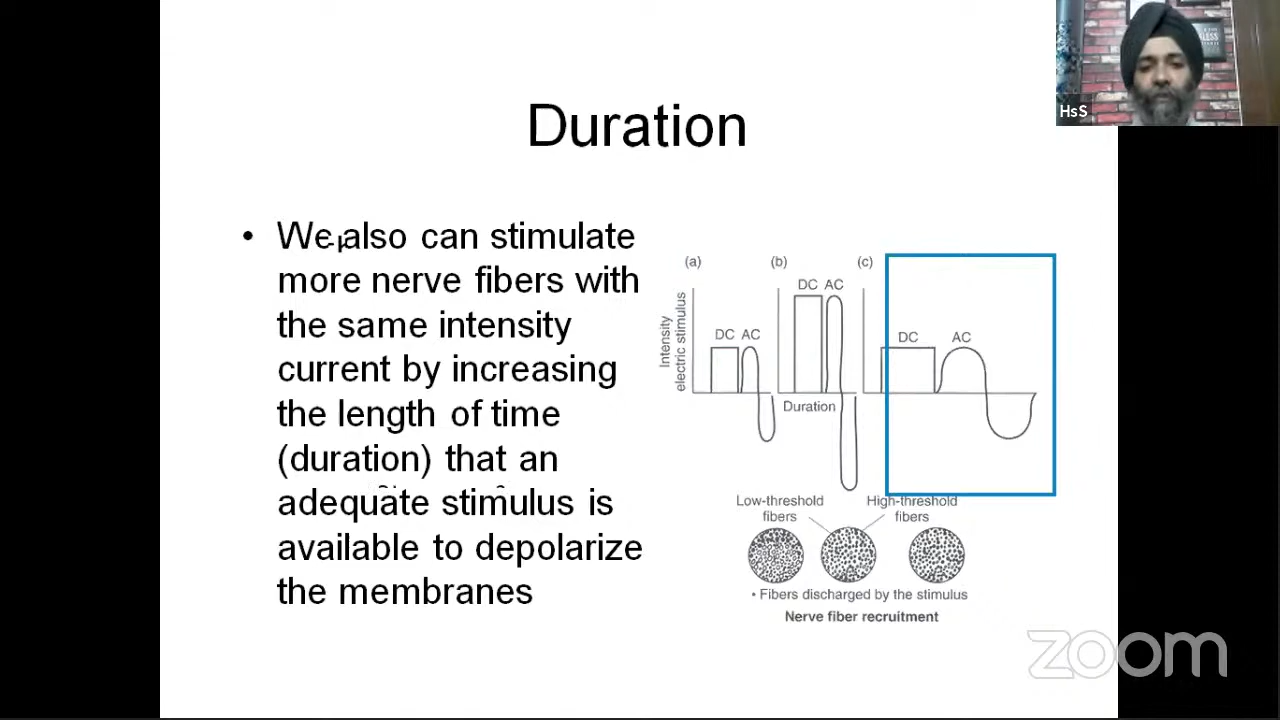 HsS
Duration
• We also can stimulate
more nerve fibers with
the same intensity
current by increasing
the length of time
(duration) that an
adequate stimulus is
available to depolarize
the membranes
(a) (b) (c)
DC AC
DC AC
DC AC
Intensity
electric stimulus
Duration
Low-threshold
fibers
High-threshold
fibers
• Fibers discharged by the stimulus
Nerve fiber recruitment
zoom